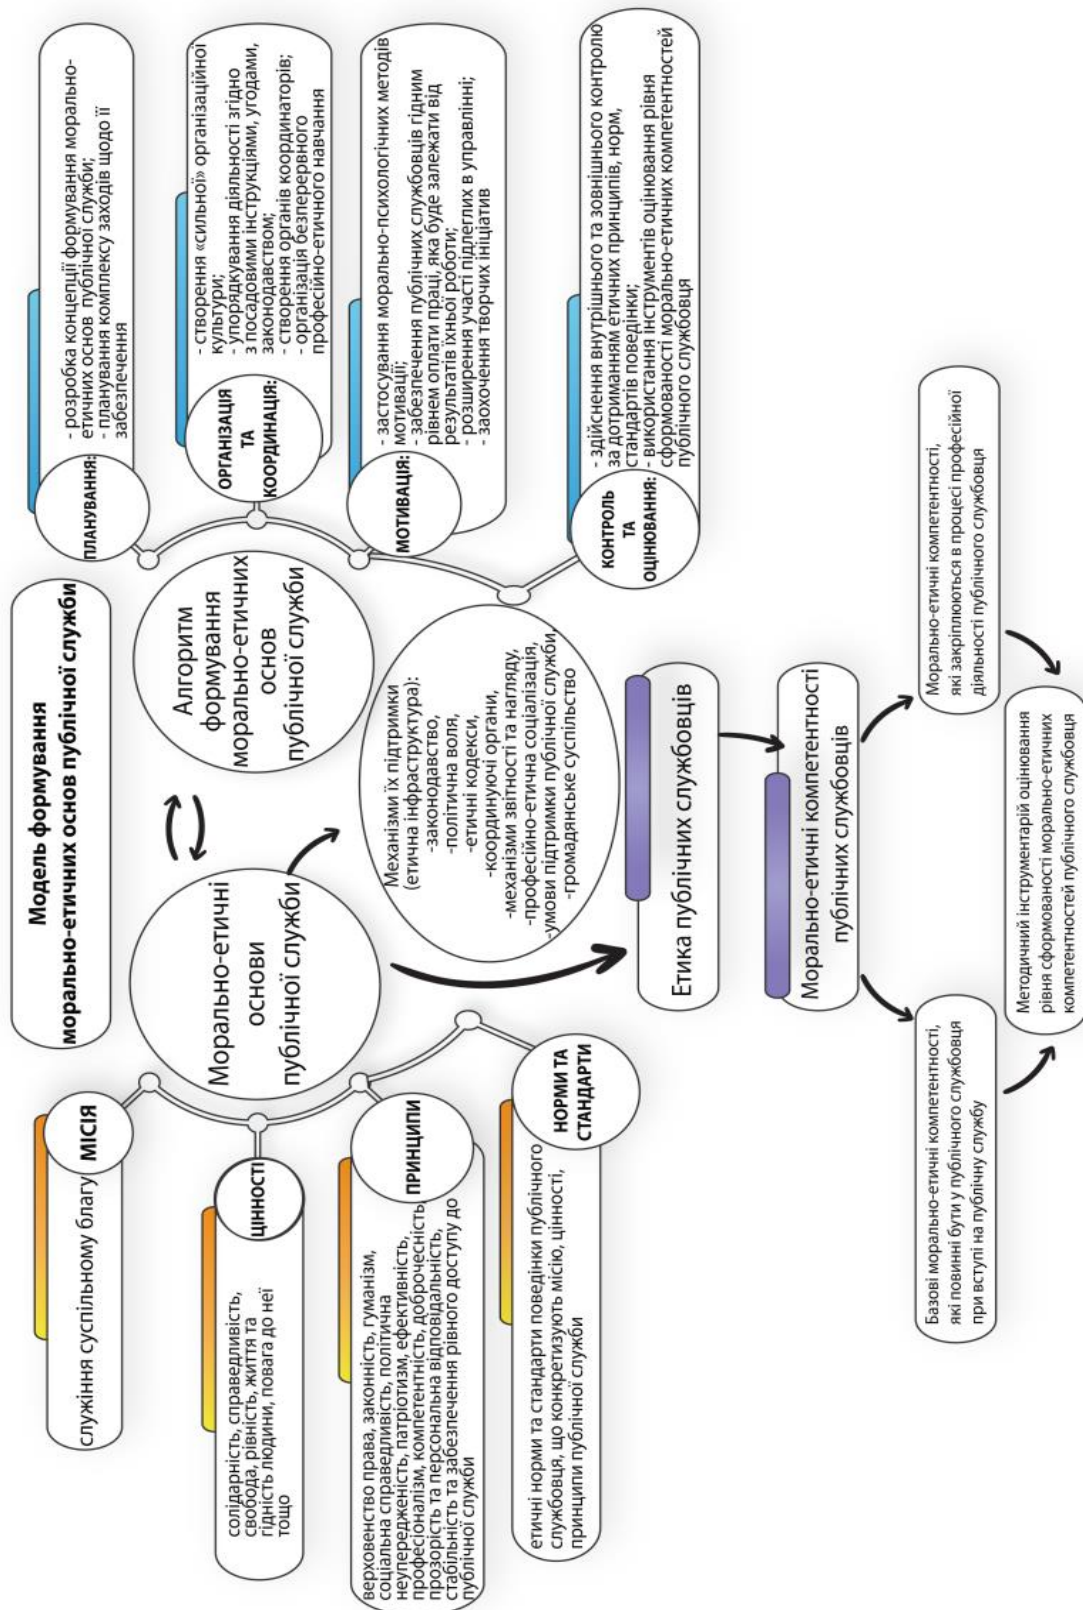 Модель формування
морально-етичних основ публічної служби
МІСІЯ
служіння суспільному благу
ЦІННОСТІ
солідарність, справедливість,
свобода, рівність, життя та
гідність людини, повага до неї
тощо
ПРИНЦИПИ
верховенство права, законність, гуманізм,
соціальна справедливість, політична
неупередженість, патріотизм, ефективність,
професіоналізм, компетентність, доброчесність,
прозорість та персональна відповідальність,
стабільність та забезпечення рівного доступу до
публічної служби
НОРМИ ТА
СТАНДАРТИ
етичні норми та стандарти поведінки публічного
службовця, що конкретизують місію, цінності,
принципи публічної служби
Морально-етичні
основи
публічної служби
Алгоритм
формування
морально-етичних
основ
публічної служби
Механізми їх підтримки
(етична інфраструктура):
-законодавство,
-політична воля,
-етичні кодекси,
-координуючі органи,
-механізми звітності та нагляду,
-професійно-етична соціалізація,
-умови підтримки публічної служби,
-громадянське суспільство
ПЛАНУВАННЯ:
- розробка концепції формування морально-
етичних основ публічної служби;
- планування комплексу заходів щодо її
забезпечення
ОРГАНІЗАЦІЯ
ТА
КООРДИНАЦІЯ:
- створення «сильної» організаційної
культури;
- упорядкування діяльності згідно
з посадовими інструкціями, угодами,
законодавством;
- створення органів координаторів;
- організація безперервного
професійно-етичного навчання
МОТИВАЦІЯ:
- застосування морально-психологічних методів
мотивації;
- забезпечення публічних службовців гідним
рівнем оплати праці, яка буде залежати від
результатів їхньої роботи;
- розширення участі підлеглих в управлінні;
- заохочення творчих ініціатив
КОНТРОЛЬ
ТА
ОЦІНЮВАННЯ:
- здійснення внутрішнього та зовнішнього контролю
за дотриманням етичних принципів, норм,
стандартів поведінки;
- використання інструментів оцінювання рівня
сформованості морально-етичних компетентностей
публічного службовця
Етика публічних службовців
Морально-етичні компетентності
публічних службовців
Базові морально-етичні компетентності,
які повинні бути у публічного службовця
при вступі на публічну службу
Морально-етичні компетентності,
які закріплюються в процесі професійної
діяльності публічного службовця
Методичний інструментарій оцінювання
рівня сформованості морально-етичних
компетентностей публічного службовця